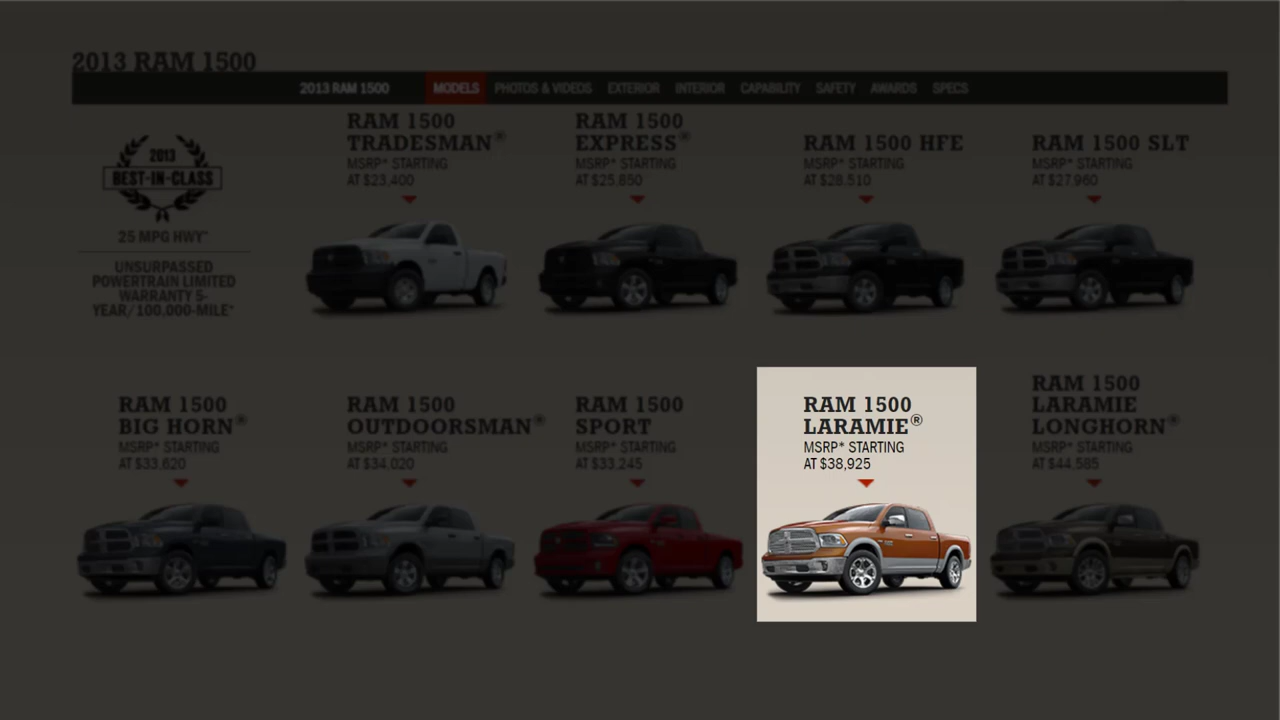 2013 RAM 1500
2013 RAM 1500 MODELS PHOTOS & VIDEOS EXTERIOR INTERIOR CAPABILITY SAFETY AWARDS SPECS
2013
BEST-IN-CLASS
25 MPG HWY*
UNSURPASSED
POWERTRAIN LIMITED
WARRANTY 5-
YEAR/100,000-MILE*
RAM 1500
TRADESMAN®
MSRP* STARTING
AT $23,400
RAM 1500
EXPRESS®
MSRP* STARTING
AT $25,850
RAM 1500 HFE
MSRP* STARTING
AT $28,510
RAM 1500 SLT
MSRP* STARTING
AT $27,960
RAM 1500
BIG HORN®
MSRP* STARTING
AT $33,620
RAM 1500
OUTDOORSMAN®
MSRP* STARTING
AT $34,020
RAM 1500
SPORT
MSRP* STARTING
AT $33,245
RAM 1500
LARAMIE®
MSRP* STARTING
AT $38,925
RAM 1500
LARAMIE
LONGHORN®
MSRP* STARTING
AT $44,585